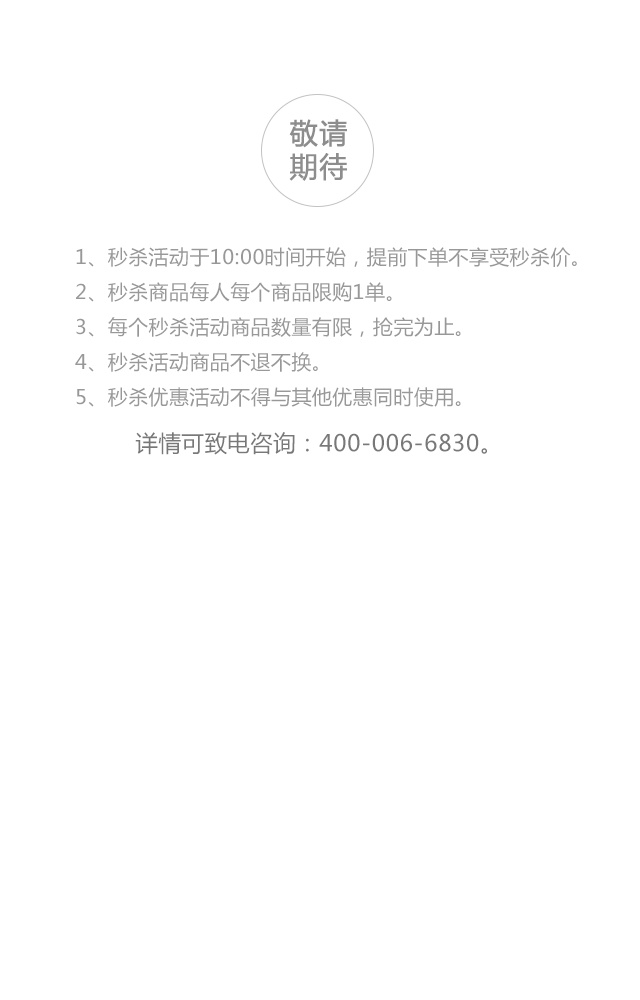 敬请
期待
1、秒杀活动于10:00时间开始，提前下单不享受秒杀价。
2、秒杀商品每人每个商品限购1单。
3、每个秒杀活动商品数量有限，抢完为止。
4、秒杀活动商品不退不换。
5、秒杀优惠活动不得与其他优惠同时使用。
详情可致电咨询：400-006-6830。